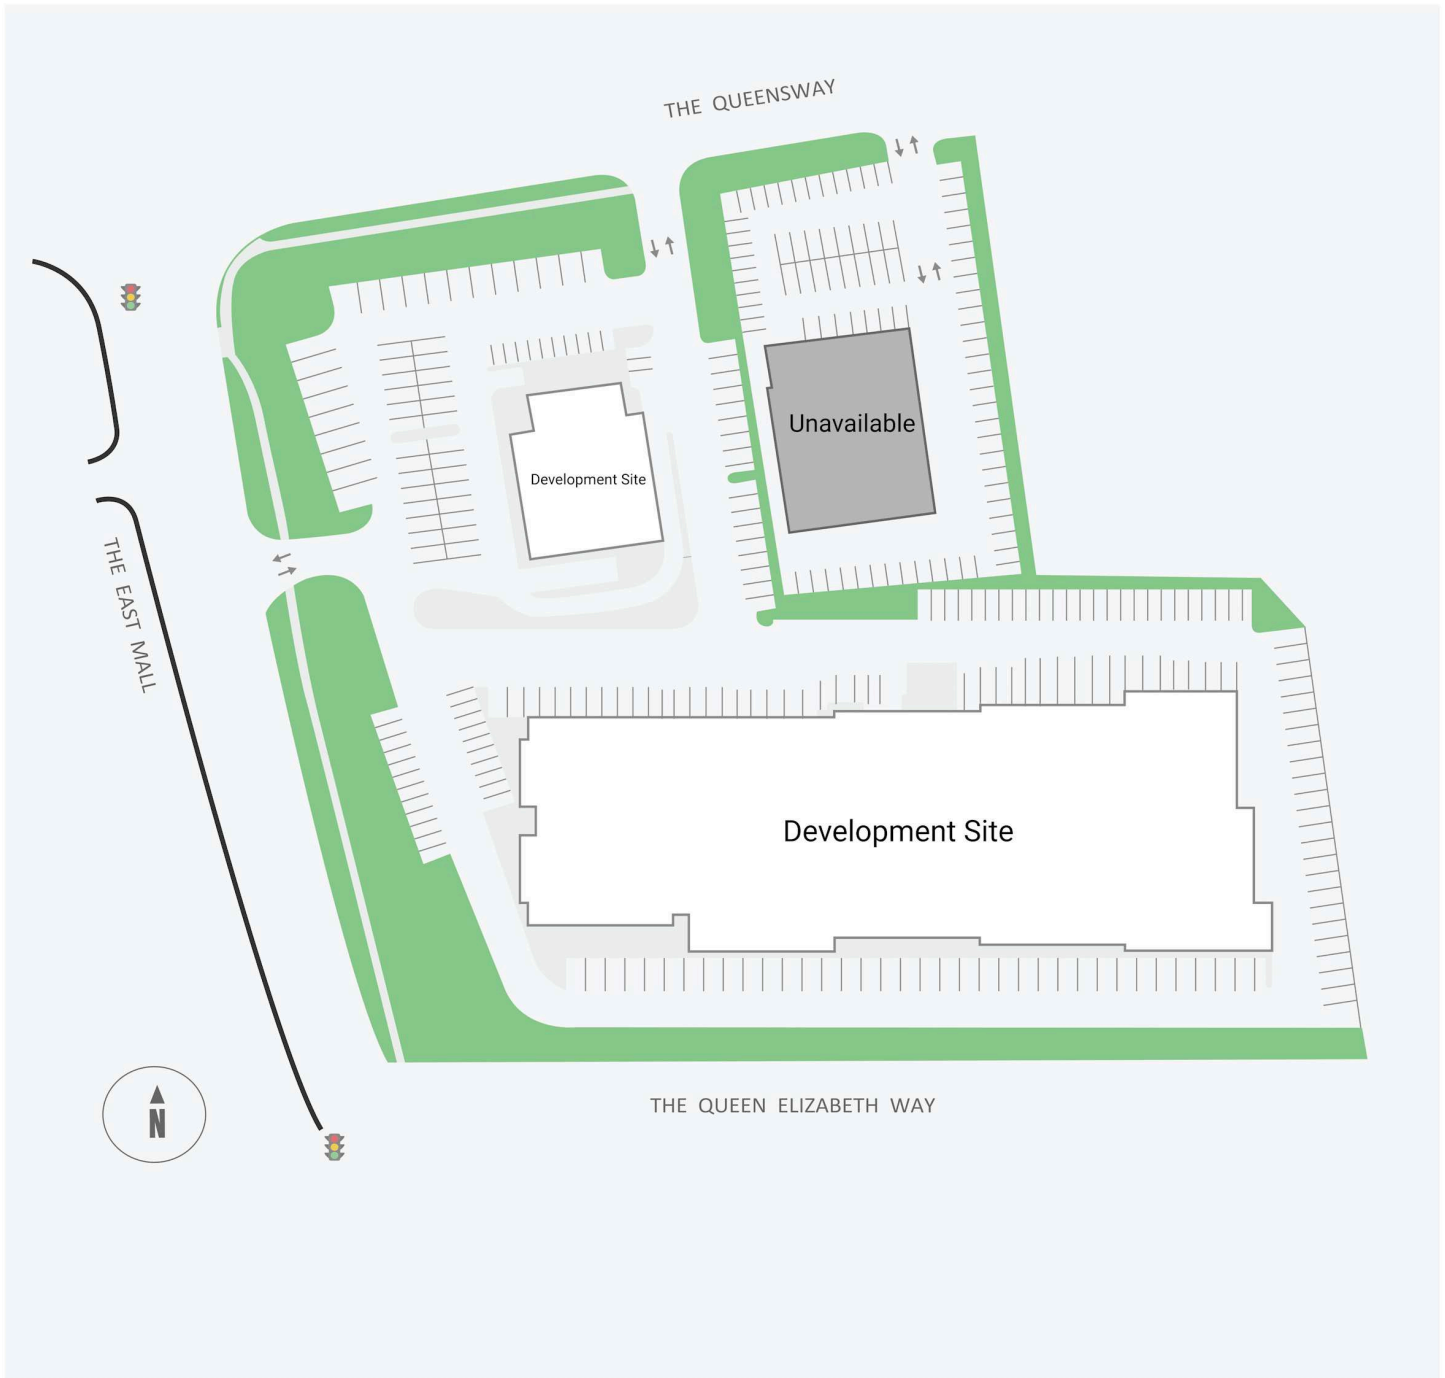 THE QUEENSWAY
Unavailable
Development Site
THE EAST MALL
Development Site
THE QUEEN ELIZABETH WAY
N